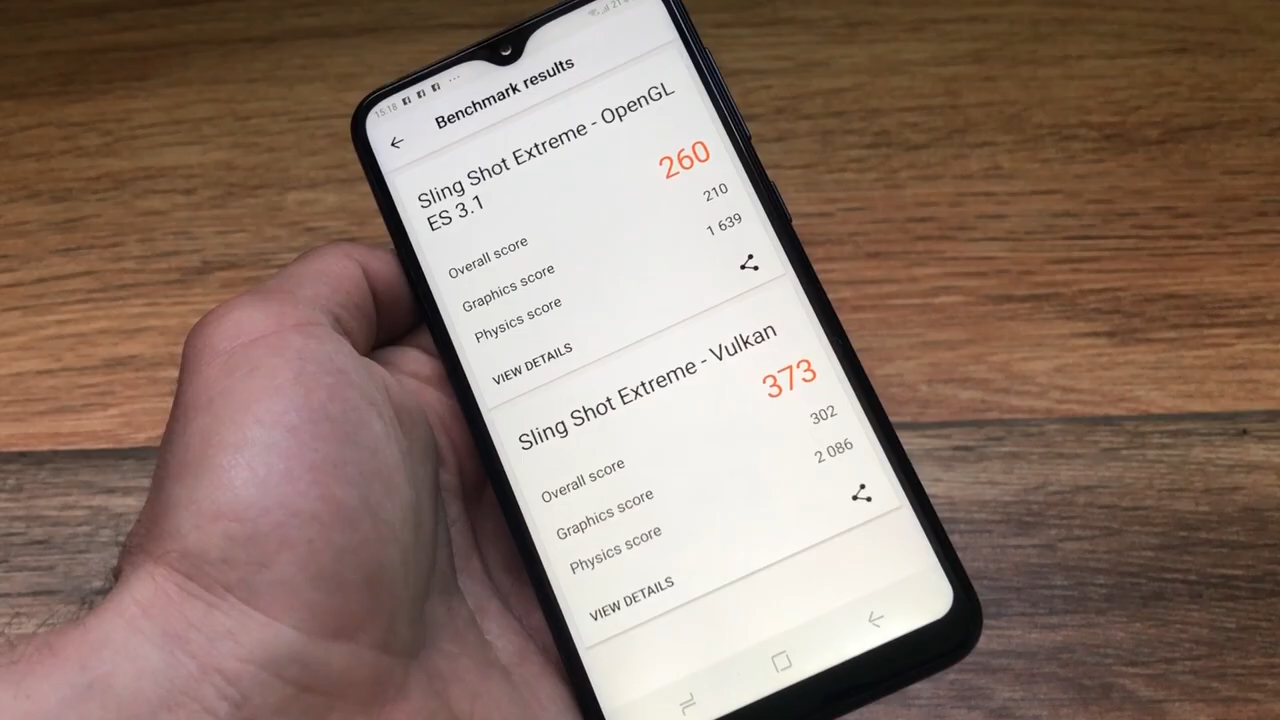 15:18
Benchmark results
Sling Shot Extreme - OpenGL
ES 3.1
Overall score 260
Graphics score 210
Physics score 1 639
VIEW DETAILS
Sling Shot Extreme - Vulkan
Overall score 373
Graphics score 302
Physics score 2 086
VIEW DETAILS